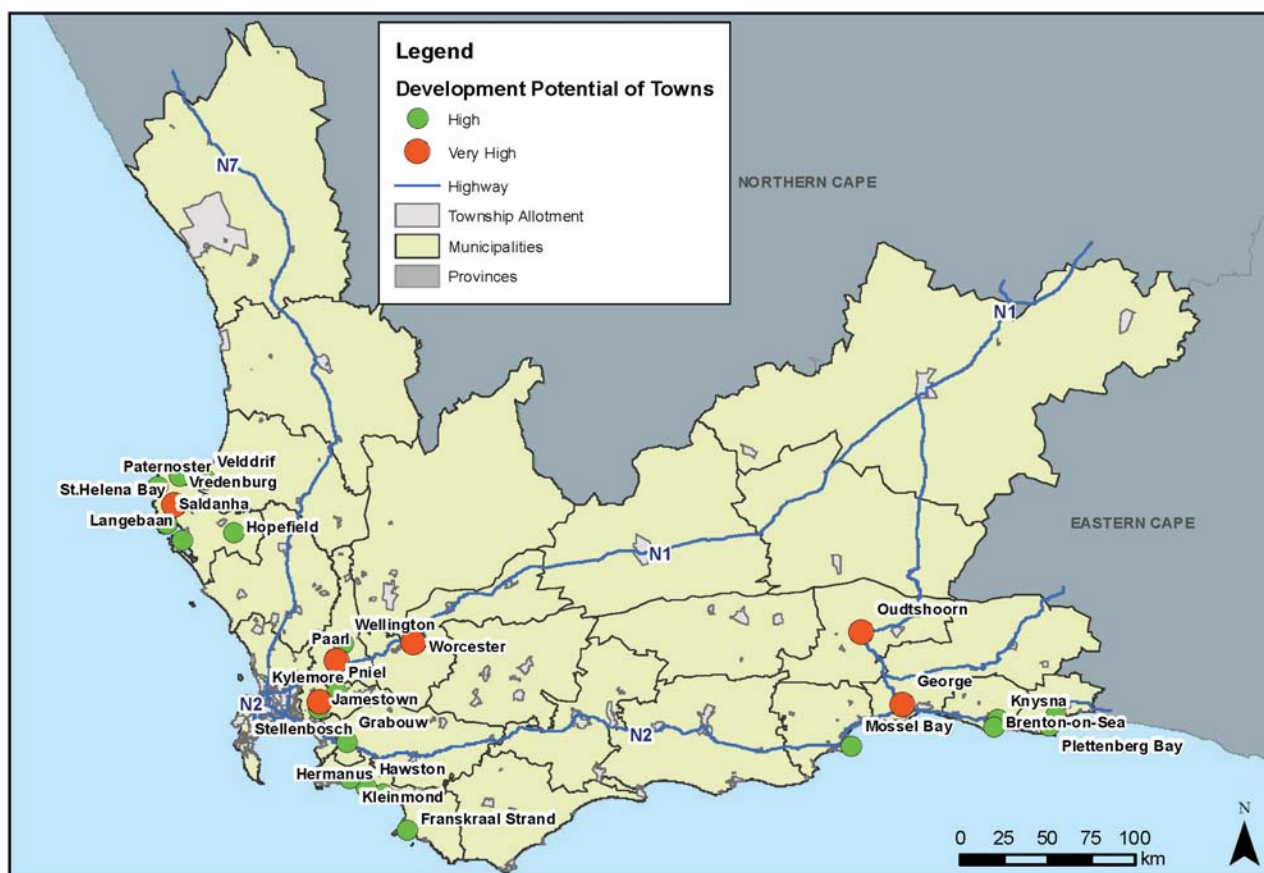 Legend
Development Potential of Towns
High
Very High
Highway
Township Allotment
Municipalities
Provinces
N7
NORTHERN CAPE
N1
EASTERN CAPE
Paternoster
Velddrif
St.Helena Bay
Vredenburg
Saldanha
Langebaan
Hopefield
N1
Oudtshoorn
Wellington
Paarl
Worcester
Kylemore
Pniel
George
N2
Jamestown
Knysna
Stellenbosch
Grabouw
N2
Mossel Bay
Brenton-on-Sea
Plettenberg Bay
Hermanus
Hawston
Kleinmond
Franskraal Strand
N
0 25 50 75 100
km